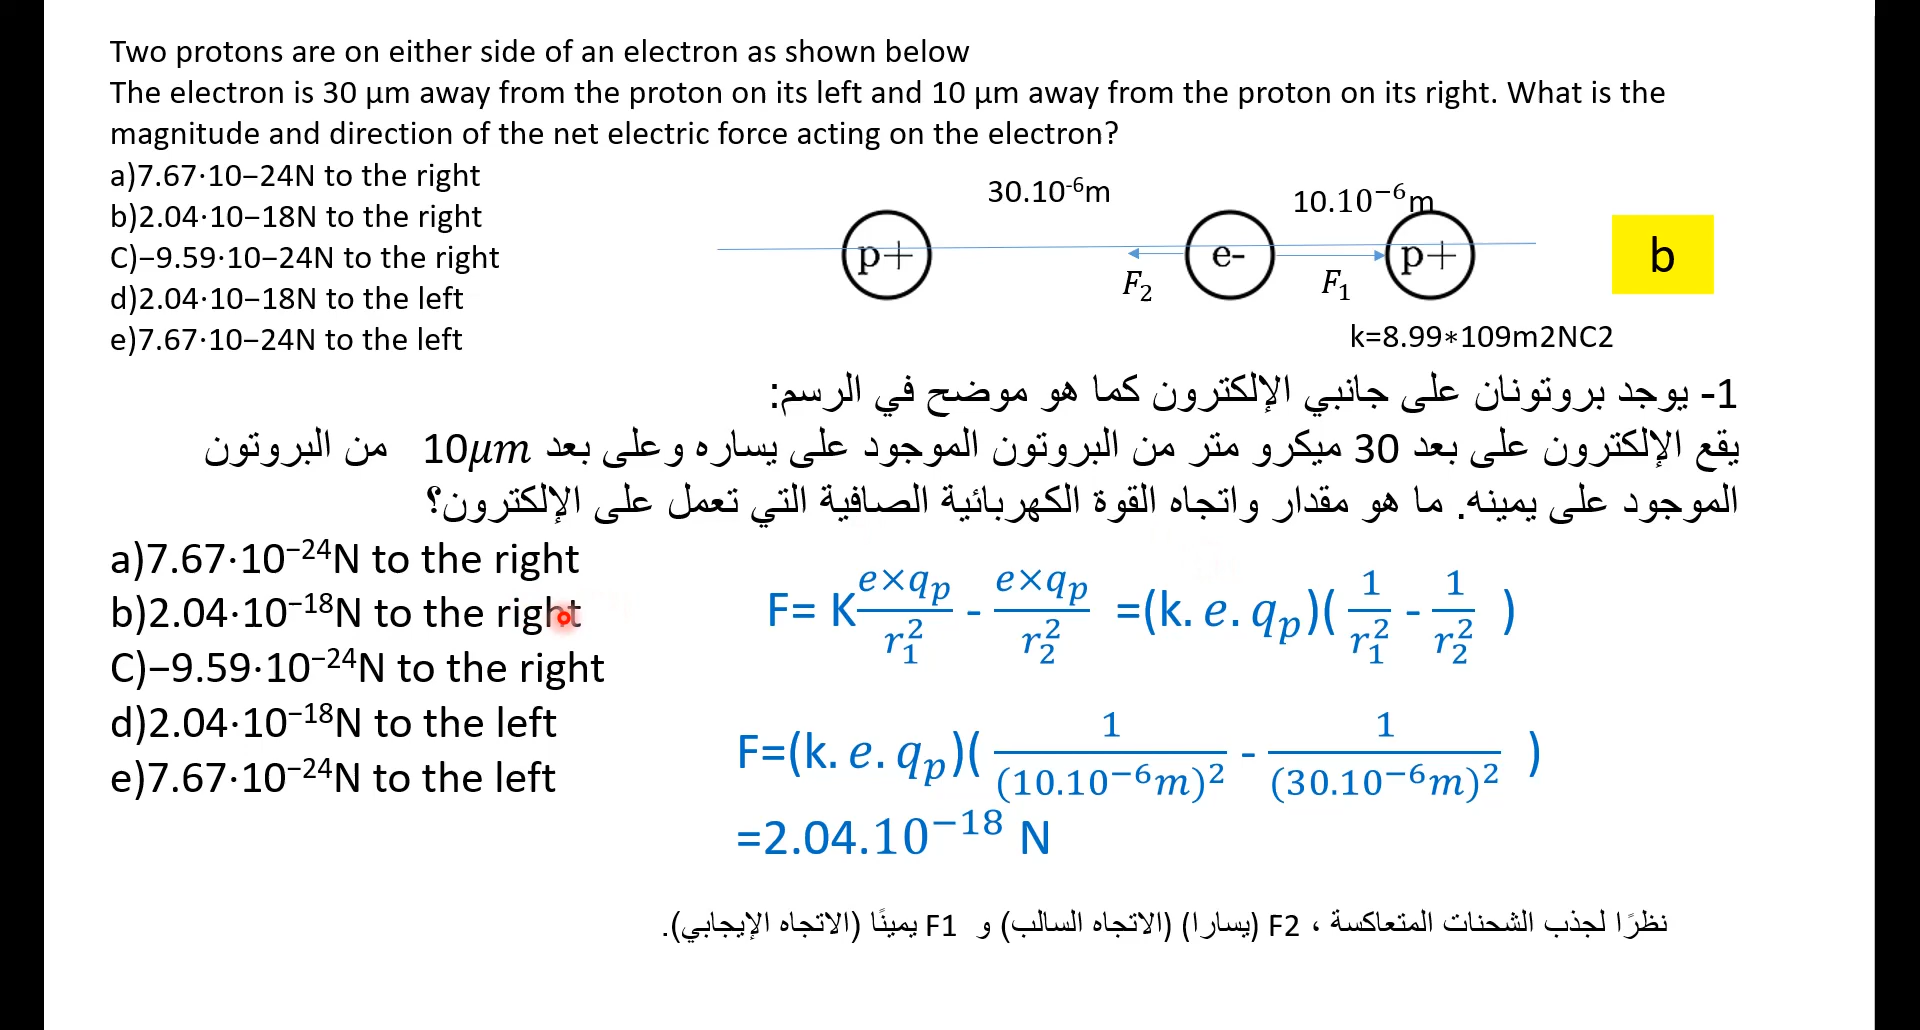 Two protons are on either side of an electron as shown below
The electron is 30 μm away from the proton on its left and 10 μm away from the proton on its right. What is the
magnitude and direction of the net electric force acting on the electron?
a)7.67·10−24N to the right
b)2.04·10−18N to the right
C)−9.59·10−24N to the right
d)2.04·10−18N to the left
e)7.67·10−24N to the left
30.10⁻⁶m
10.10⁻⁶m
p+
e-
p+
F₂
F₁
b
k=8.99∗109m2NC2
1- يوجد بروتونان على جانبي الإلكترون كما هو موضح في الرسم:
يقع الإلكترون على بعد 30 ميكرو متر من البروتون الموجود على يساره وعلى بعد 10μm من البروتون
الموجود على يمينه. ما هو مقدار واتجاه القوة الكهربائية الصافية التي تعمل على الإلكترون؟
a)7.67·10⁻²⁴N to the right
b)2.04·10⁻¹⁸N to the right
C)−9.59·10⁻²⁴N to the right
d)2.04·10⁻¹⁸N to the left
e)7.67·10⁻²⁴N to the left
F= K e×qₚ/r₁² - e×qₚ/r₂² =(k. e. qₚ)( 1/r₁² - 1/r₂² )
F=(k. e. qₚ)( 1/(10.10⁻⁶m)² - 1/(30.10⁻⁶m)² )
=2.04.10⁻¹⁸ N
نظرًا لجذب الشحنات المتعاكسة ، F2 (يسارا) (الاتجاه السالب) و F1 يمينًا (الاتجاه الإيجابي).